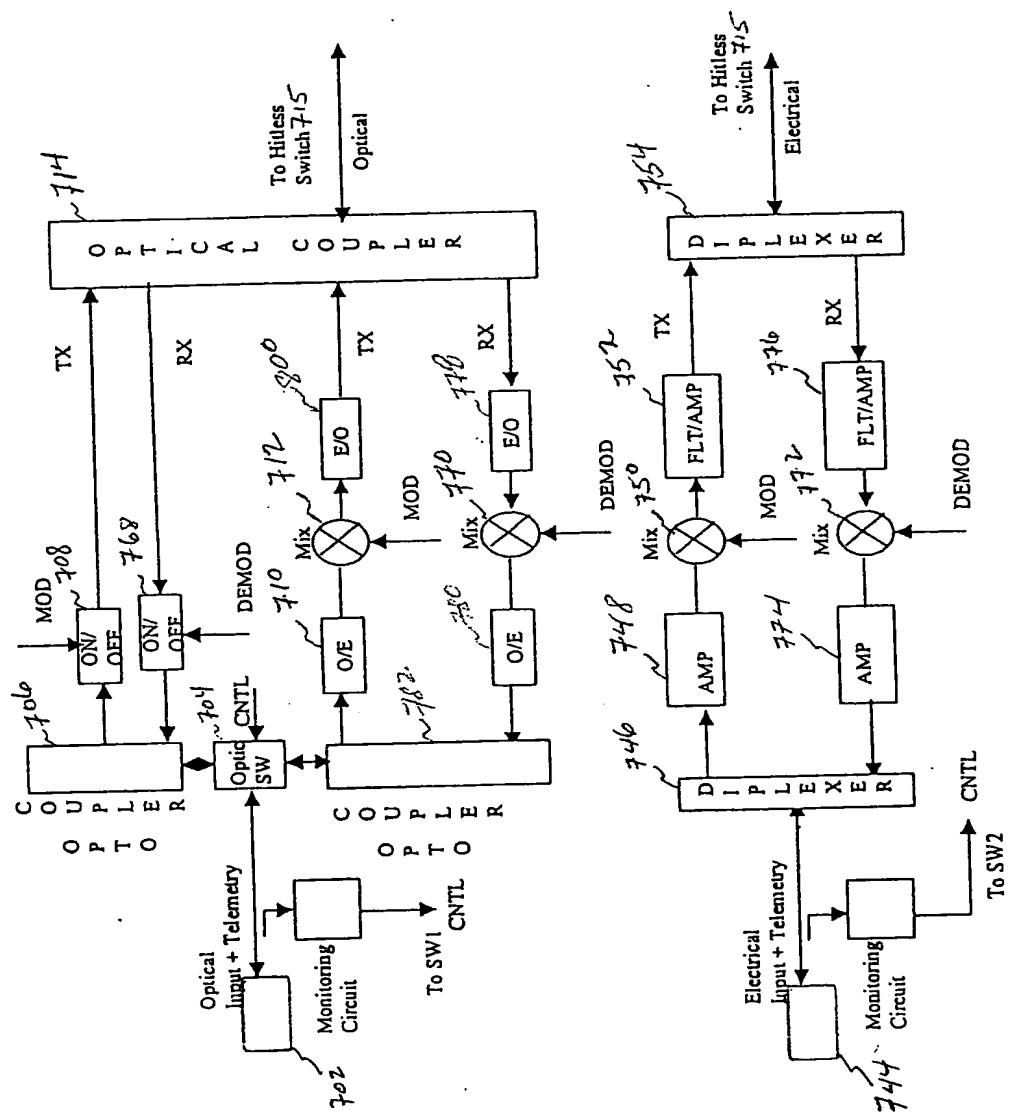 MOD
708
TX
714
706
ON/
OFF
768
RX
ON/
OFF
OPTO
COUPLER
DEMOD
704
CNTL
Optic
SW
OPTICAL COUPLER
To Hitless
Switch 715
Optical
Optical
Input + Telemetry
702
Monitoring
Circuit
To SW1
CNTL
OPTO
COUPLER
782
710
O/E
Mix
712
MOD
800
E/O
TX
780
O/E
Mix
770
DEMOD
778
E/O
RX
Electrical
Input + Telemetry
744
Monitoring
Circuit
To SW2
CNTL
746
DIPLEXER
748
AMP
Mix
750
MOD
752
FLT/AMP
TX
754
DIPLEXER
To Hitless
Switch 715
Electrical
774
AMP
Mix
772
DEMOD
776
FLT/AMP
RX